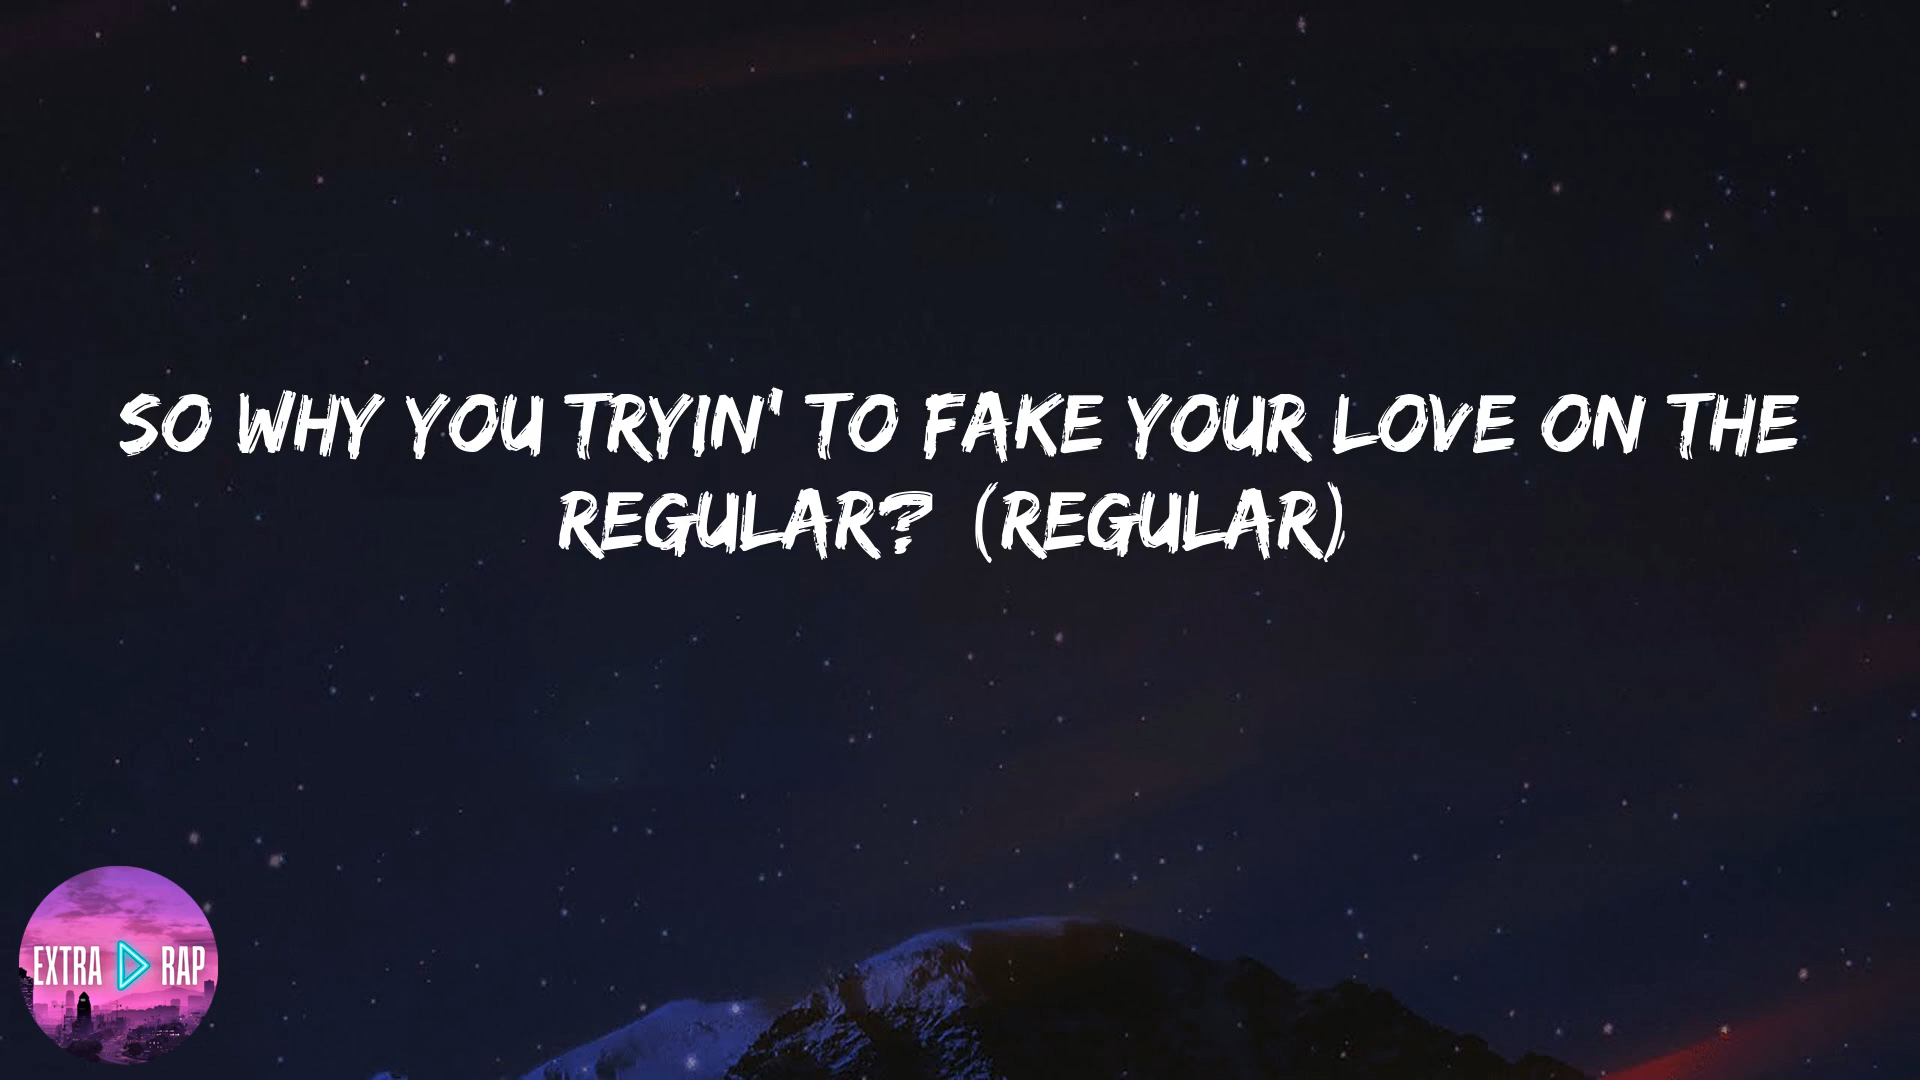 SO WHY YOU TRYIN' TO FAKE YOUR LOVE ON THE
REGULAR? (REGULAR)
EXTRA RAP